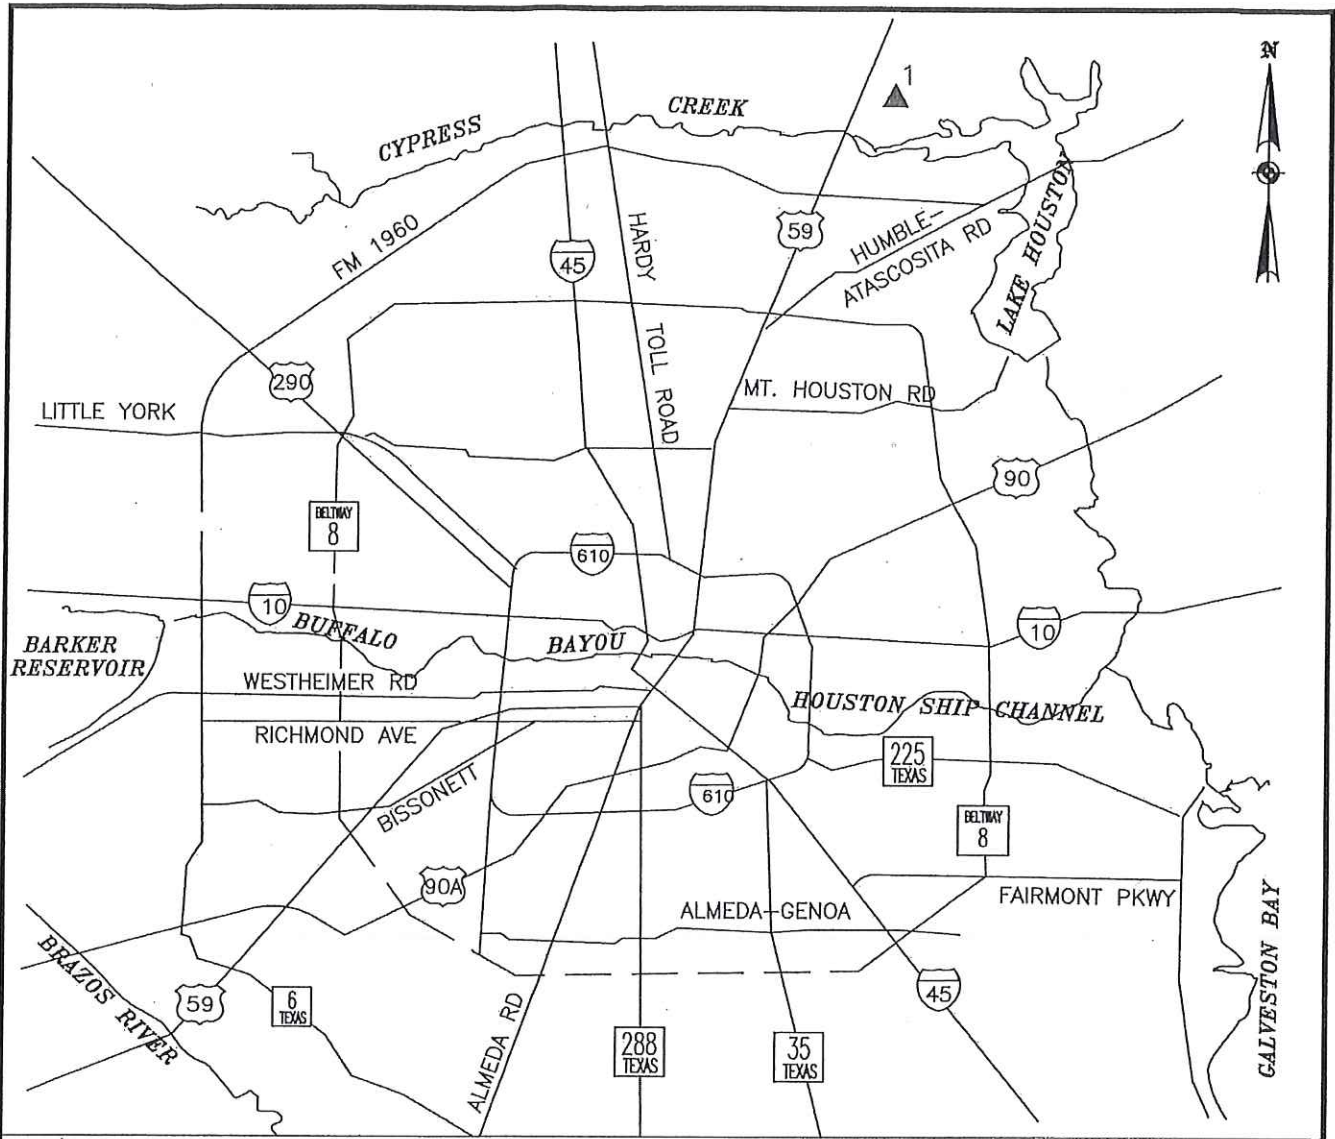 N
1
CREEK
CYPRESS
59
HUMBLE-
ATASCOSITA RD
LAKE HOUSTON
FM 1960
45
HARDY
TOLL ROAD
290
MT. HOUSTON RD
LITTLE YORK
90
BELTWAY
8
610
10
BUFFALO
BAYOU
10
BARKER
RESERVOIR
WESTHEIMER RD
HOUSTON SHIP CHANNEL
RICHMOND AVE
225
TEXAS
BISSONETT
610
BELTWAY
8
90A
FAIRMONT PKWY
ALMEDA-GENOA
GALVESTON BAY
BRAZOS RIVER
59
6
TEXAS
45
ALMEDA RD
288
TEXAS
35
TEXAS